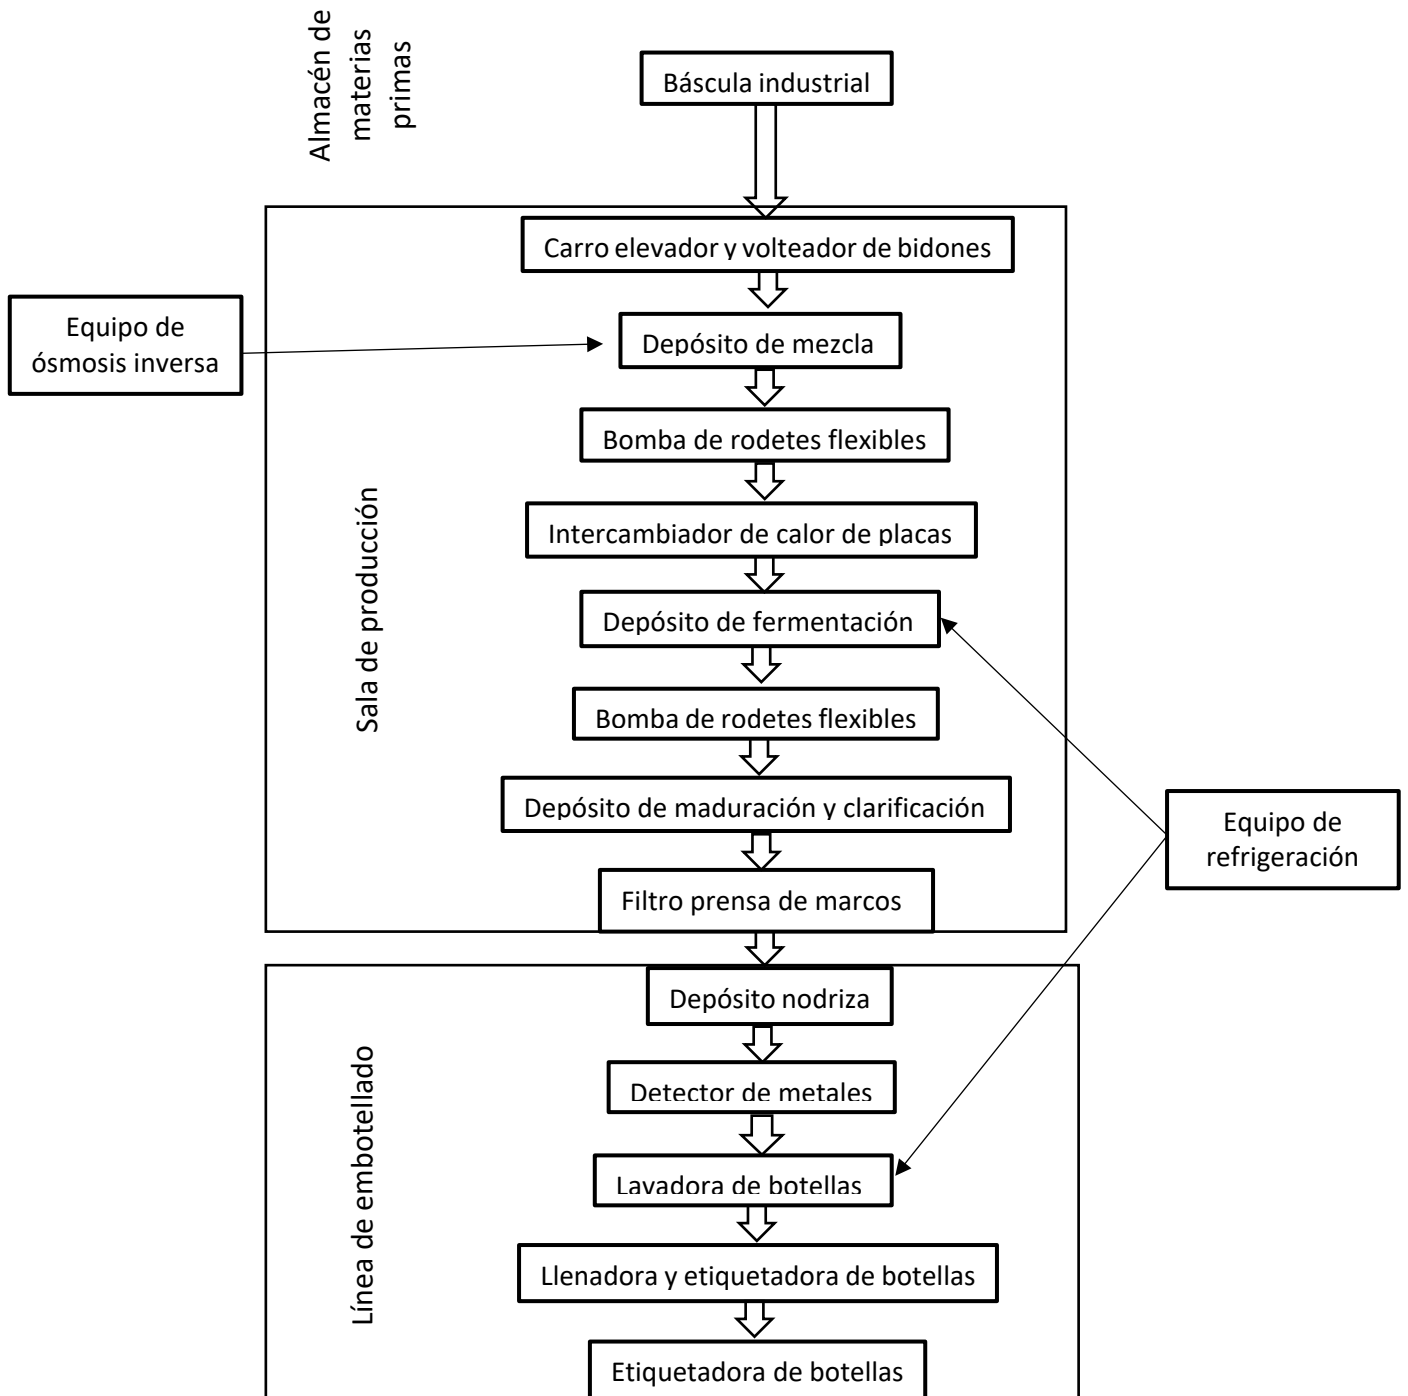 Almacén de
materias
primas
Báscula industrial
Carro elevador y volteador de bidones
Equipo de
ósmosis inversa
Depósito de mezcla
Bomba de rodetes flexibles
Intercambiador de calor de placas
Sala de producción
Depósito de fermentación
Bomba de rodetes flexibles
Depósito de maduración y clarificación
Equipo de
refrigeración
Filtro prensa de marcos
Depósito nodriza
Línea de embotellado
Detector de metales
Lavadora de botellas
Llenadora y etiquetadora de botellas
Etiquetadora de botellas